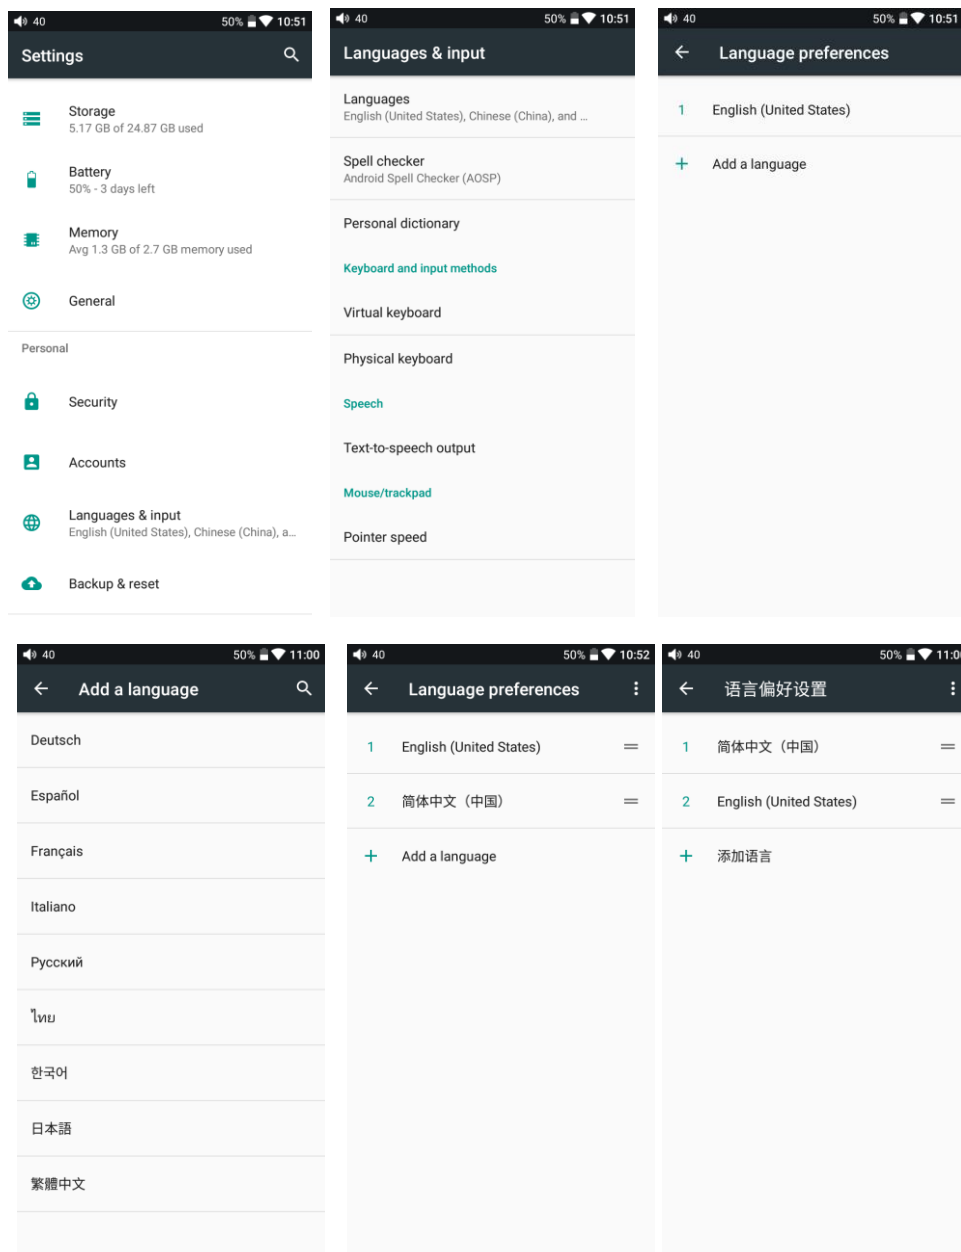 40 50% 10:51
Settings
Storage
5.17 GB of 24.87 GB used
Battery
50% - 3 days left
Memory
Avg 1.3 GB of 2.7 GB memory used
General
Personal
Security
Accounts
Languages & input
English (United States), Chinese (China), a...
Backup & reset
40 50% 10:51
Languages & input
Languages
English (United States), Chinese (China), and ...
Spell checker
Android Spell Checker (AOSP)
Personal dictionary
Keyboard and input methods
Virtual keyboard
Physical keyboard
Speech
Text-to-speech output
Mouse/trackpad
Pointer speed
40 50% 10:51
Language preferences
1 English (United States)
+ Add a language
40 50% 11:00
Add a language
Deutsch
Español
Français
Italiano
Русский
ไทย
한국어
日本語
繁體中文
40 50% 10:52
Language preferences
1 English (United States)
2 简体中文（中国）
+ Add a language
40 50% 11:00
语言偏好设置
1 简体中文（中国）
2 English (United States)
+ 添加语言